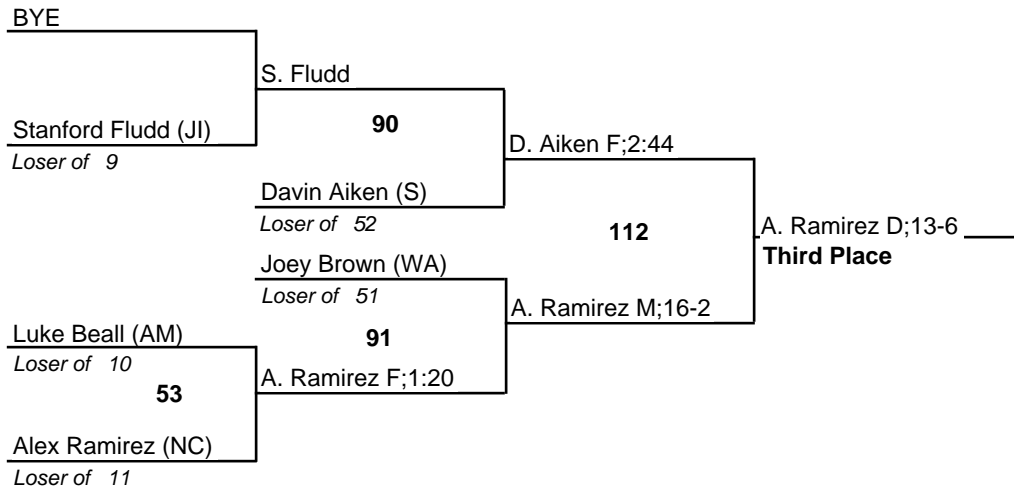 BYE
S. Fludd
90
Stanford Fludd (JI)
Loser of 9
D. Aiken F;2:44
Davin Aiken (S)
Loser of 52
112
A. Ramirez D;13-6
Third Place
Joey Brown (WA)
Loser of 51
A. Ramirez M;16-2
Luke Beall (AM)
Loser of 10
91
53
A. Ramirez F;1:20
Alex Ramirez (NC)
Loser of 11